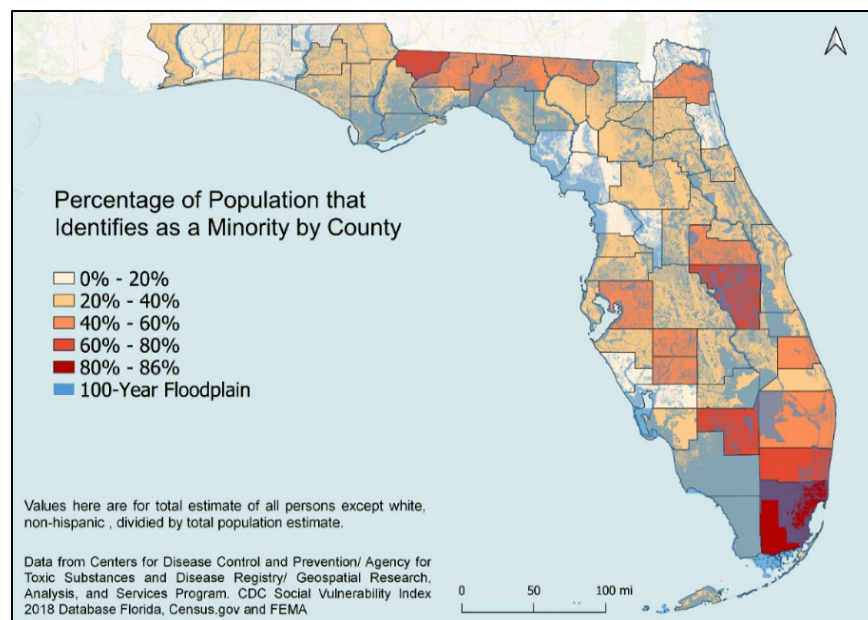 Percentage of Population that
Identifies as a Minority by County
0% - 20%
20% - 40%
40% - 60%
60% - 80%
80% - 86%
100-Year Floodplain
Values here are for total estimate of all persons except white,
non-hispanic , divided by total population estimate.
Data from Centers for Disease Control and Prevention/ Agency for
Toxic Substances and Disease Registry/ Geospatial Research,
Analysis, and Services Program. CDC Social Vulnerability Index
2018 Database Florida, Census.gov and FEMA
0 50 100 mi